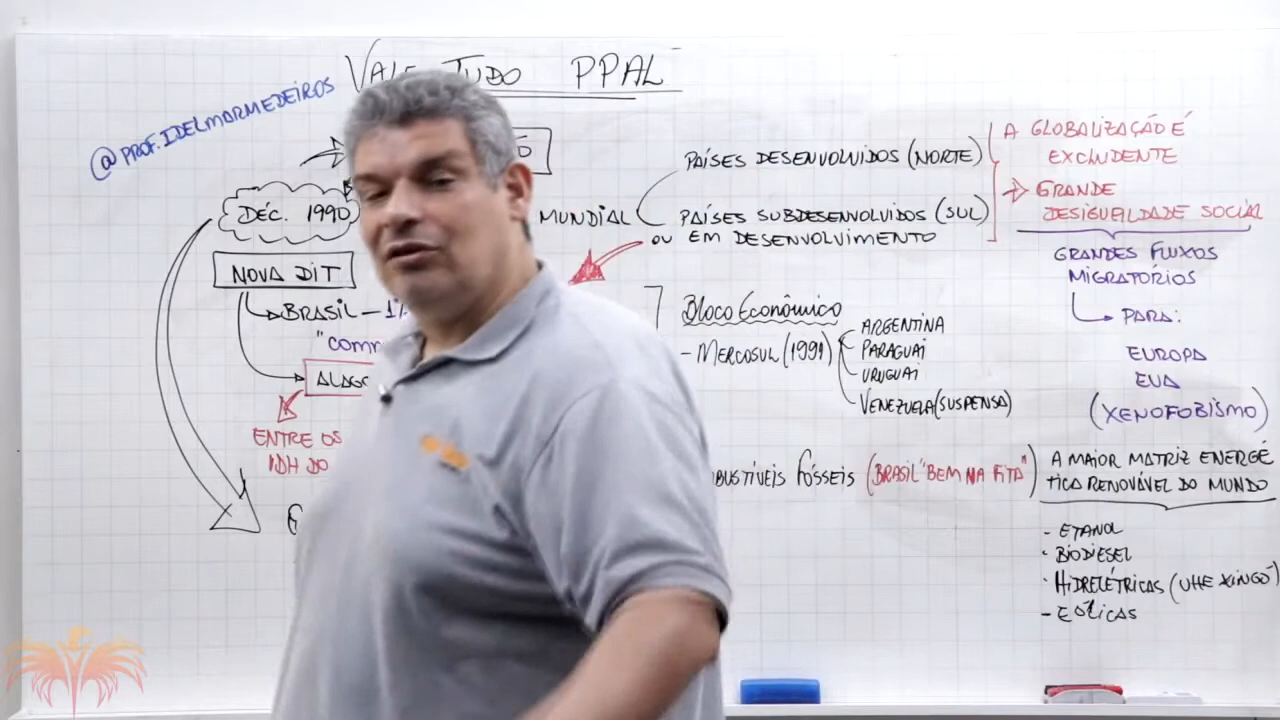 VALE TUDO PPAL
@PROF.IDELMARMEDEIROS
DÉC. 1990
NOVA DIT
BRASIL –
"comm
ALAGO
ENTRE OS
IDH DO
MUNDIAL
PAÍSES DESENVOLVIDOS (NORTE)
PAÍSES SUBDESENVOLVIDOS (SUL)
OU EM DESENVOLVIMENTO
A GLOBALIZAÇÃO É
EXCLUDENTE
GRANDE
DESIGUALDADE SOCIAL
GRANDES FLUXOS
MIGRATÓRIOS
PARA:
EUROPA
EUA
(XENOFOBISMO)
Bloco Econômico
- MERCOSUL (1991)
ARGENTINA
PARAGUAI
URUGUAI
VENEZUELA (SUSPENSA)
BUSTÍVEIS FÓSSEIS (BRASIL "BEM NA FITA")
A MAIOR MATRIZ ENERGÉ
TICA RENOVÁVEL DO MUNDO
- ETANOL
· BIODIESEL
· HIDRELÉTRICAS (UHE XINGÓ)
- EÓLICAS